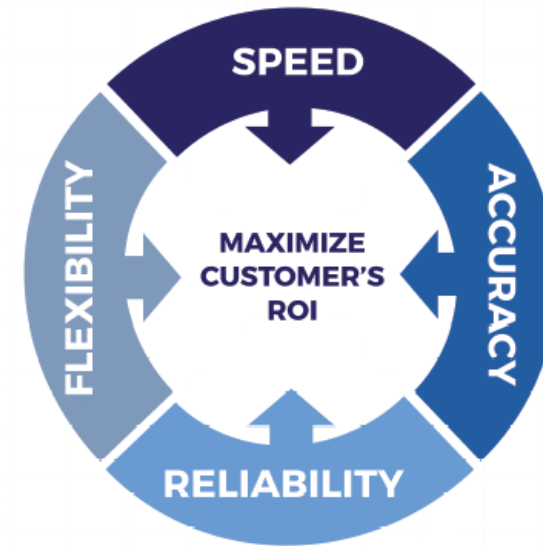 SPEED
ACCURACY
MAXIMIZE
CUSTOMER'S
ROI
FLEXIBILITY
RELIABILITY